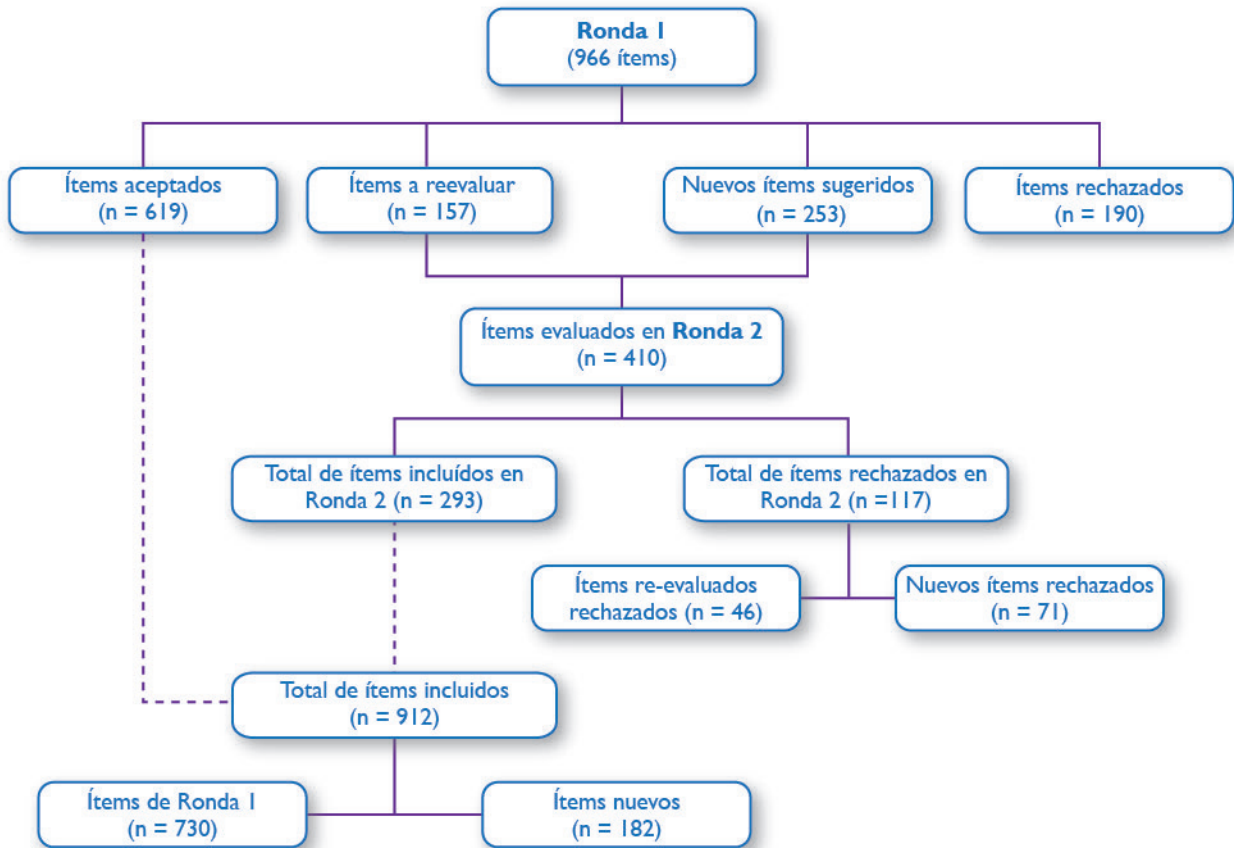 Ronda 1
(966 ítems)
Ítems aceptados
(n = 619)
Ítems a reevaluar
(n = 157)
Nuevos ítems sugeridos
(n = 253)
Ítems rechazados
(n = 190)
Ítems evaluados en Ronda 2
(n = 410)
Total de ítems incluídos en
Ronda 2 (n = 293)
Total de ítems rechazados en
Ronda 2 (n =117)
Ítems re-evaluados
rechazados (n = 46)
Nuevos ítems rechazados
(n = 71)
Total de ítems incluidos
(n = 912)
Ítems de Ronda 1
(n = 730)
Ítems nuevos
(n = 182)